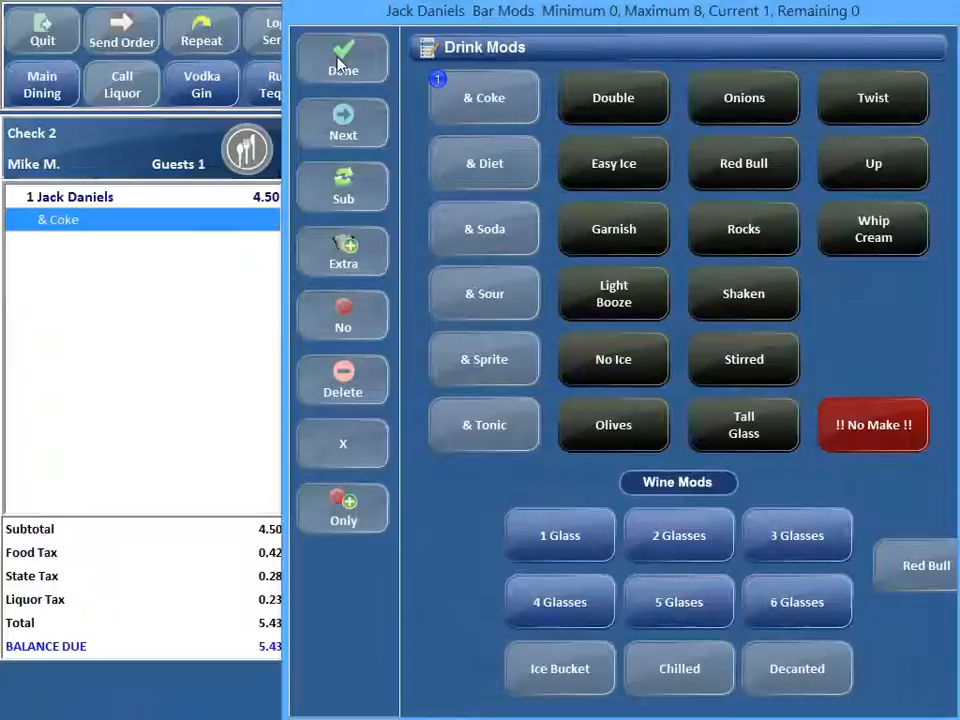 Jack Daniels Bar Mods Minimum 0, Maximum 8, Current 1, Remaining 0
Quit
Send Order
Repeat
Main
Dining
Call
Liquor
Vodka
Gin
Check 2
Mike M.
Guests 1
1 Jack Daniels 4.50
& Coke
Subtotal 4.50
Food Tax 0.42
State Tax 0.28
Liquor Tax 0.23
Total 5.43
BALANCE DUE 5.43
Done
Next
Sub
Extra
No
Delete
X
Only
Drink Mods
1
& Coke
Double
Onions
Twist
& Diet
Easy Ice
Red Bull
Up
& Soda
Garnish
Rocks
Whip
Cream
& Sour
Light
Booze
Shaken
& Sprite
No Ice
Stirred
& Tonic
Olives
Tall
Glass
!! No Make !!
Wine Mods
1 Glass
2 Glasses
3 Glasses
4 Glasses
5 Glases
6 Glasses
Red Bull
Ice Bucket
Chilled
Decanted